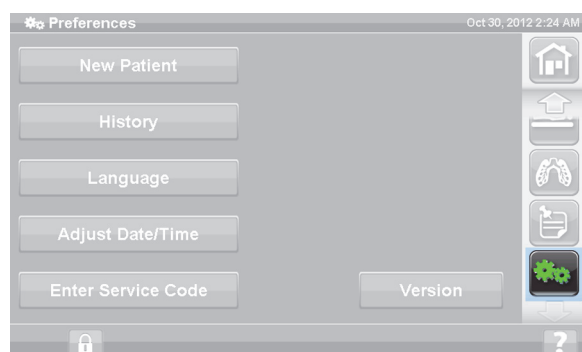 Preferences
Oct 30, 2012 2:24 AM
New Patient
History
Language
Adjust Date/Time
Enter Service Code
Version
?